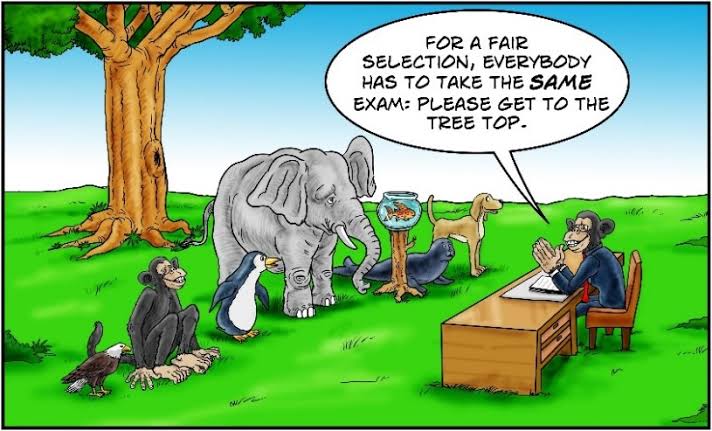 FOR A FAIR
SELECTION, EVERYBODY
HAS TO TAKE THE SAME
EXAM: PLEASE GET TO THE
TREE TOP.